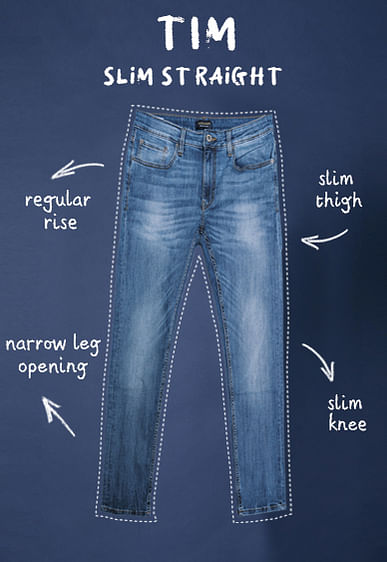 TIM
SLIM STRAIGHT
regular
rise
slim
thigh
narrow leg
opening
slim
knee